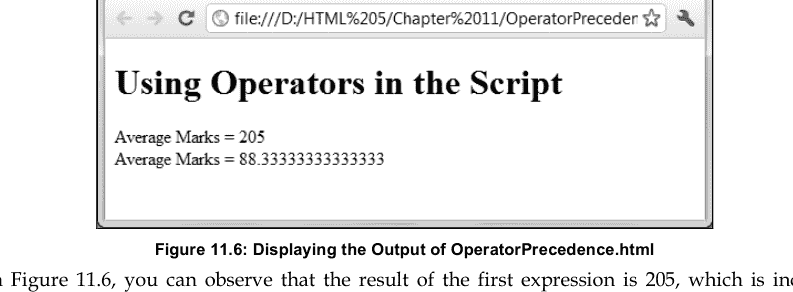 file:///D:/HTML%205/Chapter%2011/OperatorPreceden
Using Operators in the Script
Average Marks = 205
Average Marks = 88.33333333333333
Figure 11.6: Displaying the Output of OperatorPrecedence.html
Figure 11.6, you can observe that the result of the first expression is 205, which is